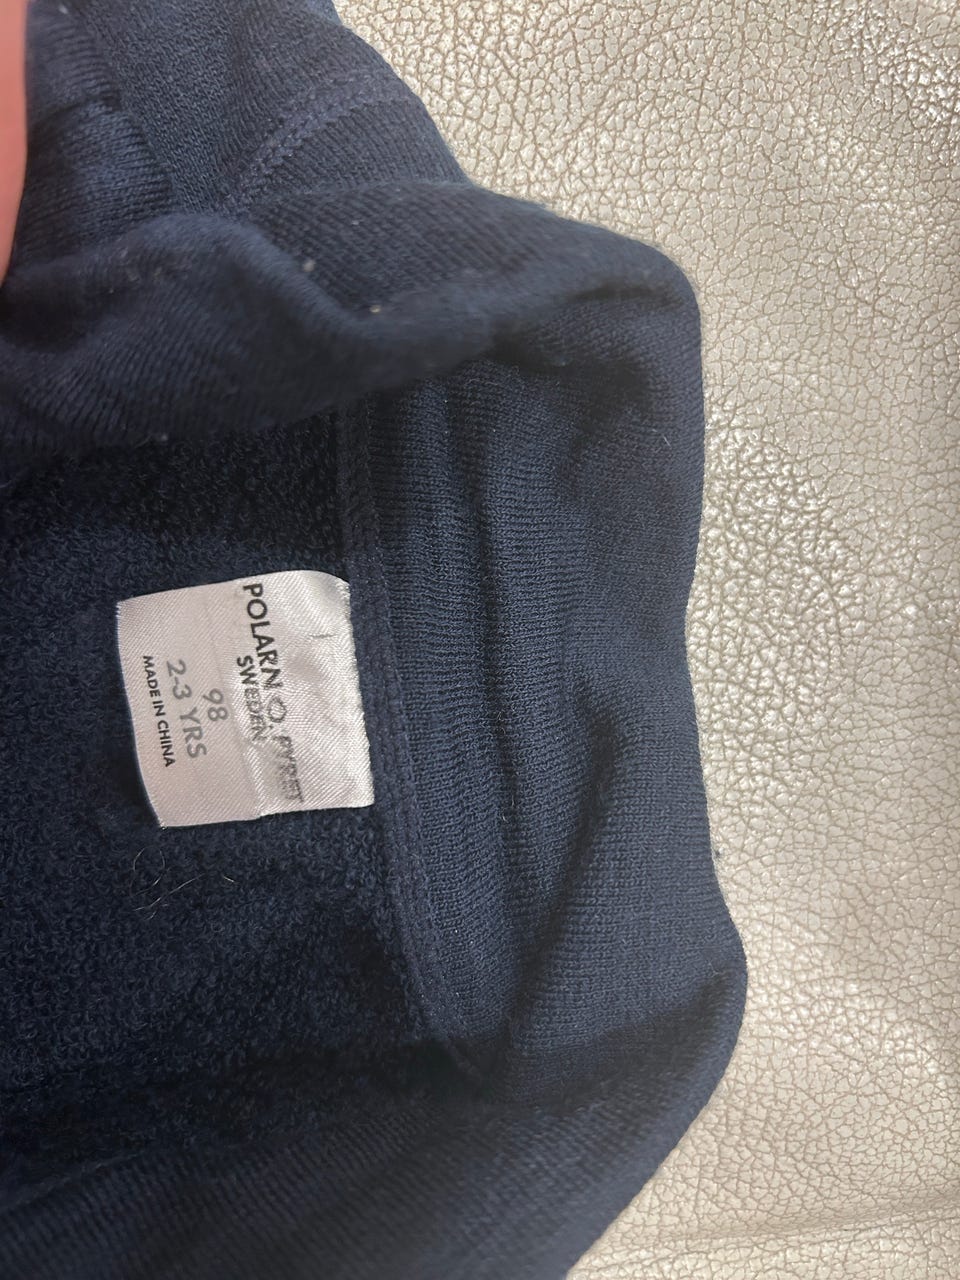 POLARN O. PYRET
SWEDEN
98
2-3 YRS
MADE IN CHINA